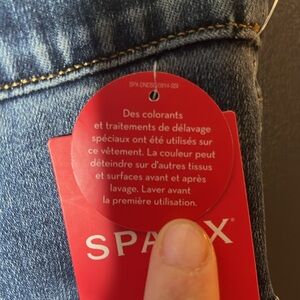 Des colorants
et traitements de délavage
spéciaux ont été utilisés sur
ce vêtement. La couleur peut
déteindre sur d'autres tissus
et surfaces avant et après
lavage. Laver avant
la première utilisation.